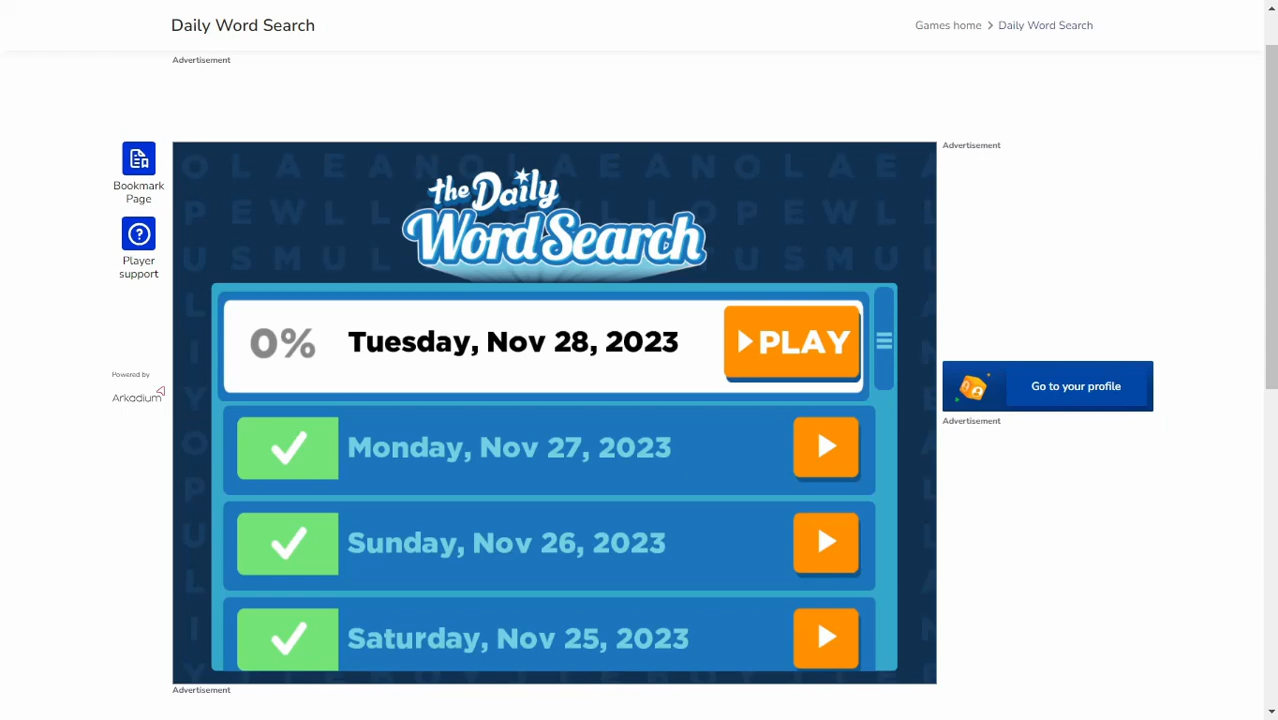 Daily Word Search
Games home
Daily Word Search
Advertisement
Bookmark
Page
Player
support
Powered by
Arkadium
the Daily
WordSearch
0%
Tuesday, Nov 28, 2023
PLAY
Monday, Nov 27, 2023
Sunday, Nov 26, 2023
Saturday, Nov 25, 2023
Advertisement
Go to your profile
Advertisement
Advertisement